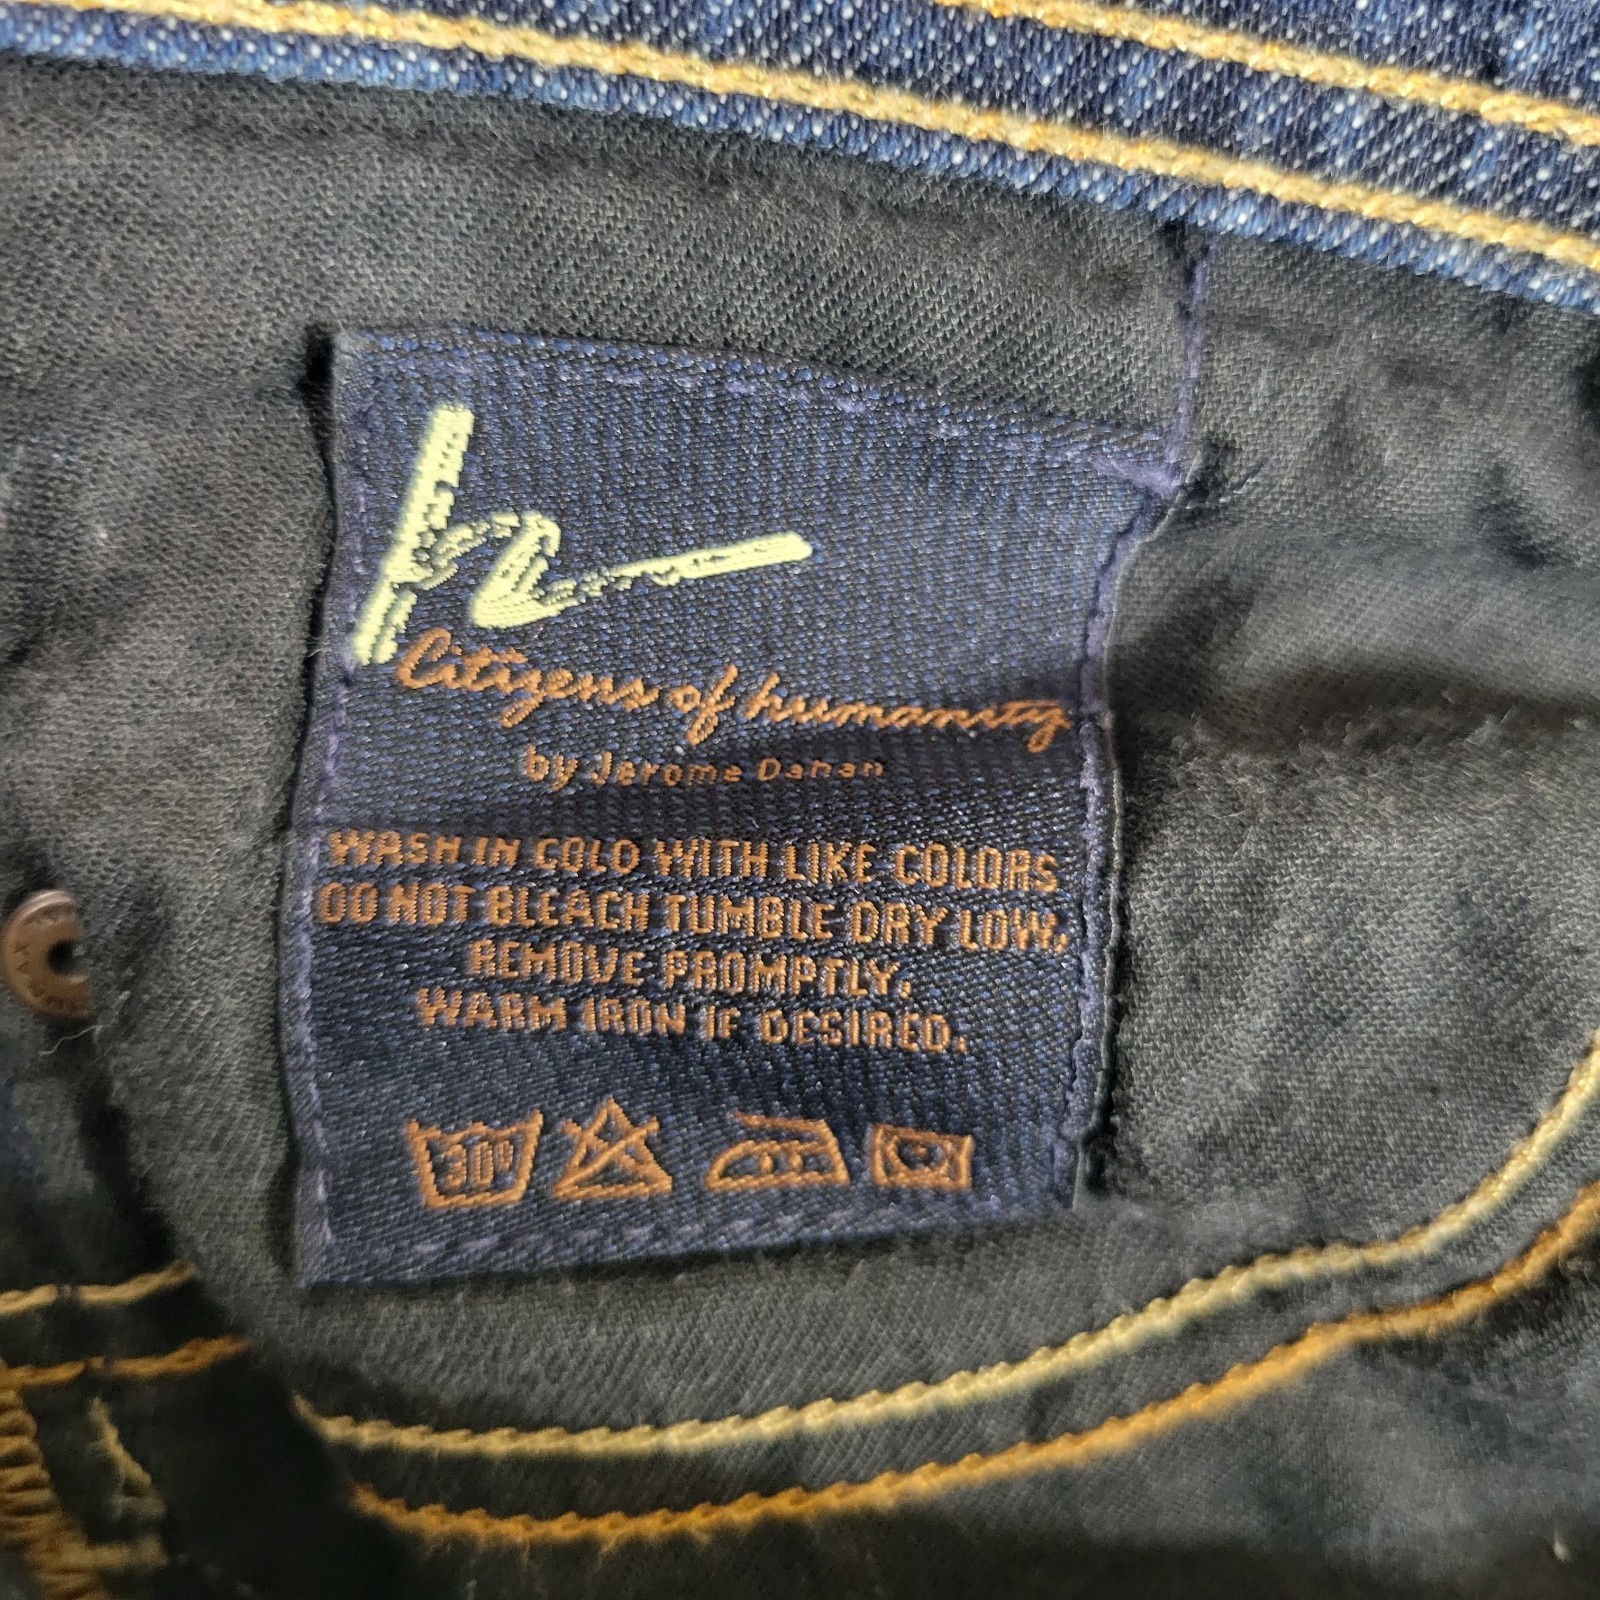 Citizens of humanity
by Jerome Dahan
WASH IN COLD WITH LIKE COLORS
DO NOT BLEACH TUMBLE DRY LOW,
REMOVE PROMPTLY,
WARM IRON IF DESIRED.
30°